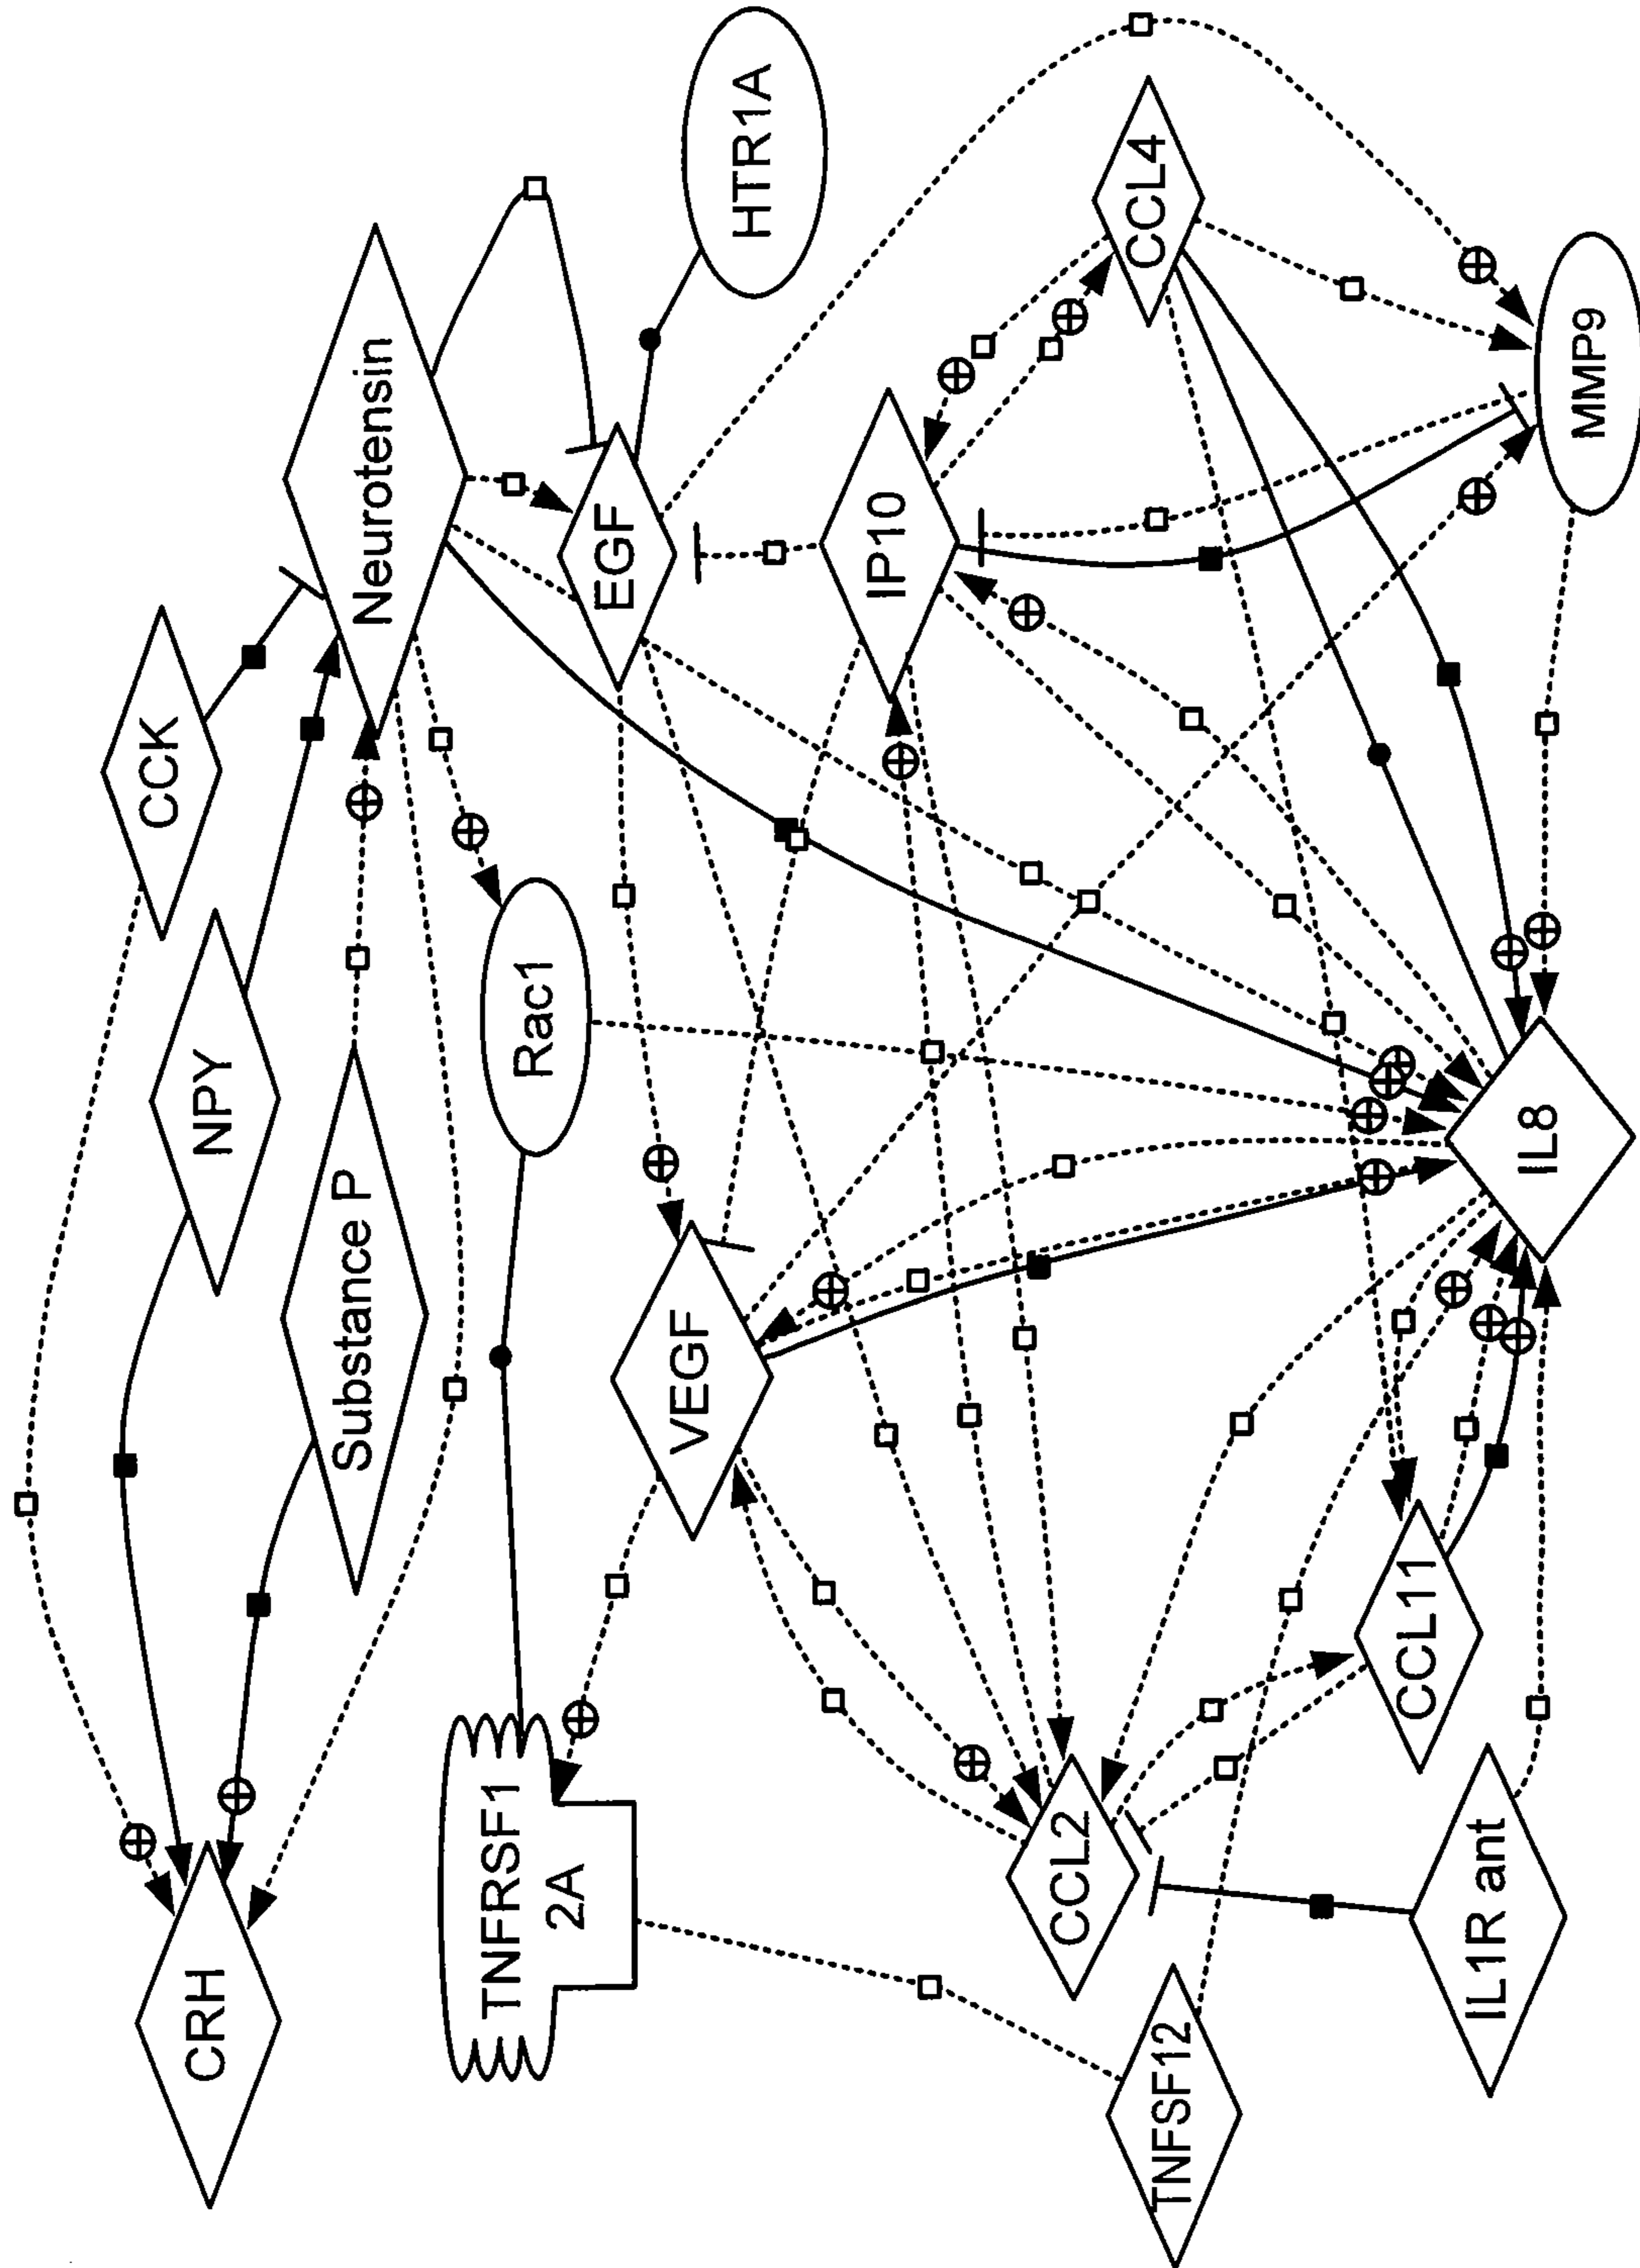 CRH
CCK
NPY
Substance P
Neurotensin
TNFRSF1
2A
Rac1
EGF
HTR1A
VEGF
IP10
CCL2
CCL4
TNFSF12
CCL11
IL1R ant
IL8
MMP9